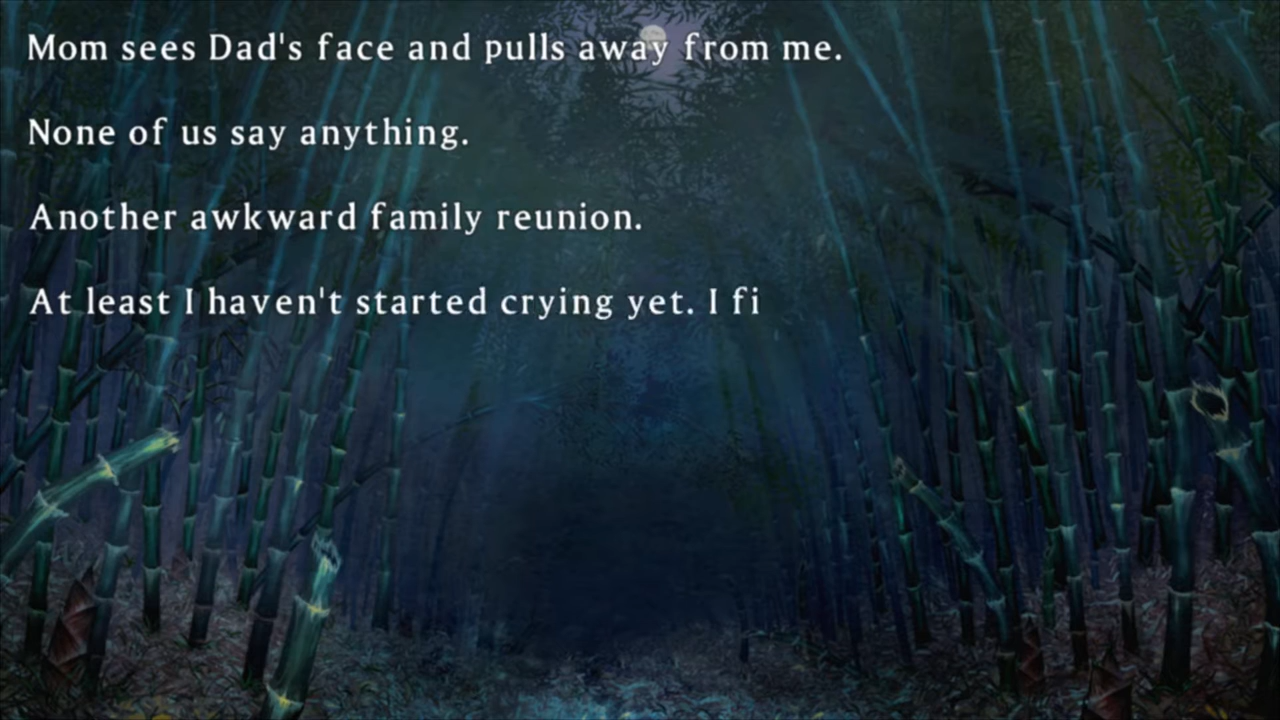 Mom sees Dad's face and pulls away from me.
None of us say anything.
Another awkward family reunion.
At least I haven't started crying yet. I fi